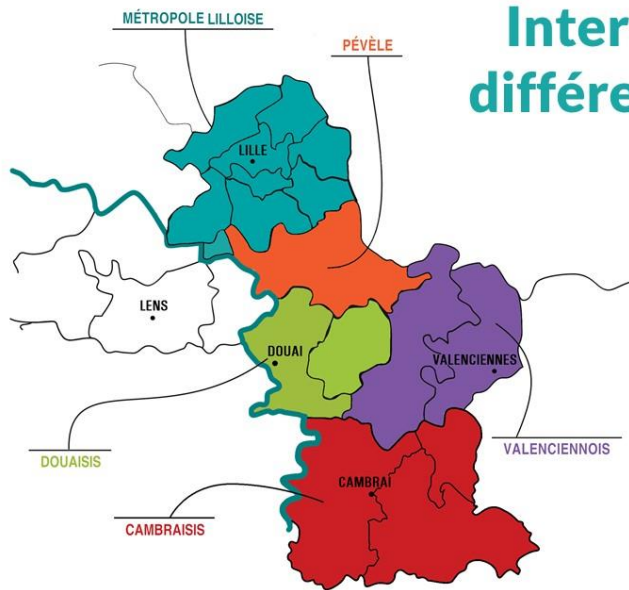 MÉTROPOLE LILLOISE
PÉVÈLE
Inter
différe
LILLE
LENS
DOUAI
VALENCIENNES
DOUAISIS
VALENCIENNOIS
CAMBRAI
CAMBRAISIS